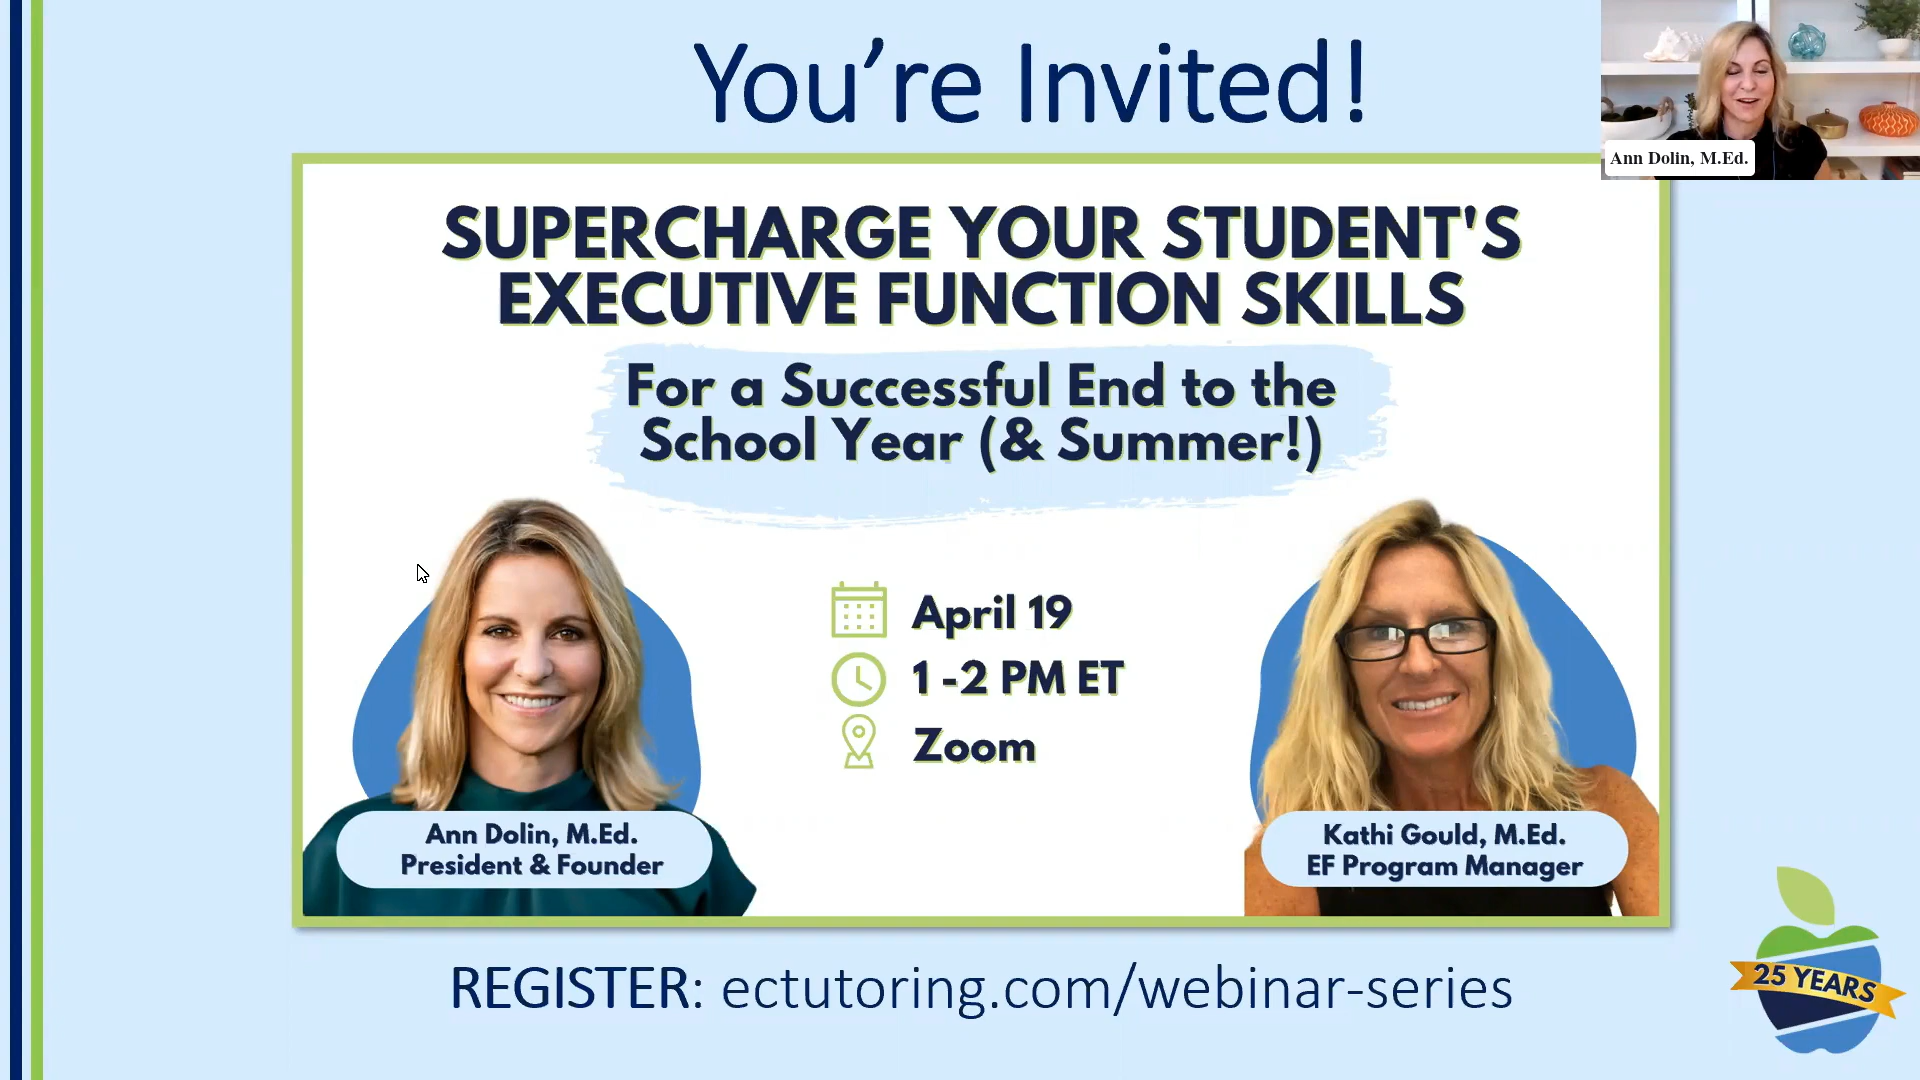 You’re Invited!
Ann Dolin, M.Ed.
SUPERCHARGE YOUR STUDENT'S
EXECUTIVE FUNCTION SKILLS
For a Successful End to the
School Year (& Summer!)
April 19
1 -2 PM ET
Zoom
Ann Dolin, M.Ed.
President & Founder
Kathi Gould, M.Ed.
EF Program Manager
REGISTER: ectutoring.com/webinar-series
25 YEARS